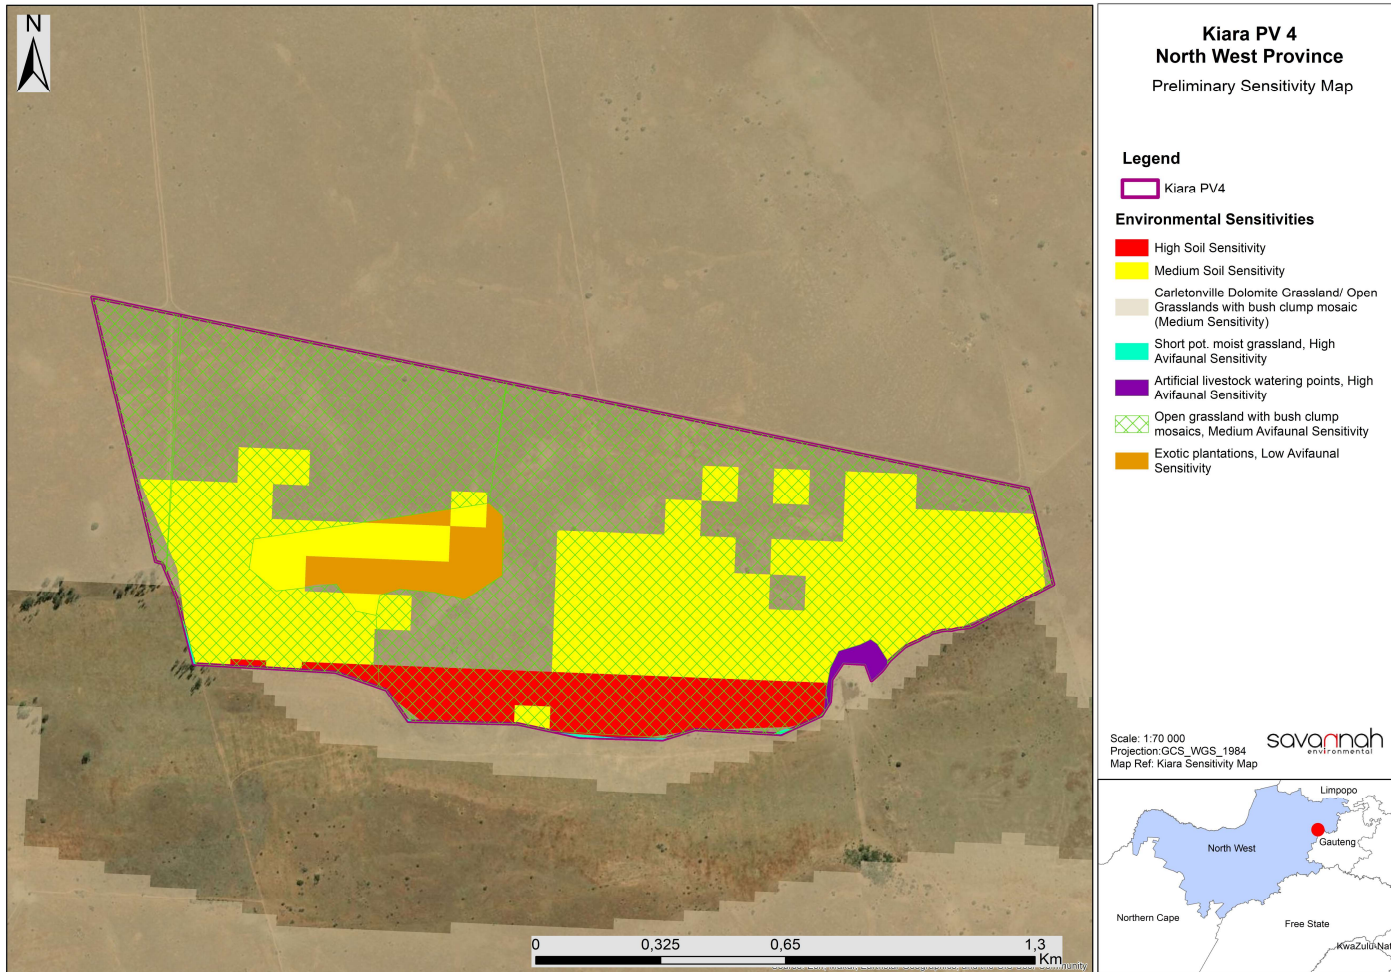 N
Kiara PV 4
North West Province
Preliminary Sensitivity Map
Legend
Kiara PV4
Environmental Sensitivities
High Soil Sensitivity
Medium Soil Sensitivity
Carletonville Dolomite Grassland/ Open
Grasslands with bush clump mosaic
(Medium Sensitivity)
Short pot. moist grassland, High
Avifaunal Sensitivity
Artificial livestock watering points, High
Avifaunal Sensitivity
Open grassland with bush clump
mosaics, Medium Avifaunal Sensitivity
Exotic plantations, Low Avifaunal
Sensitivity
Scale: 1:70 000
Projection:GCS_WGS_1984
Map Ref: Kiara Sensitivity Map
savannah
environmental
Limpopo
North West
Gauteng
Northern Cape
Free State
KwaZulu-Nat
0 0,325 0,65 1,3
Km
community